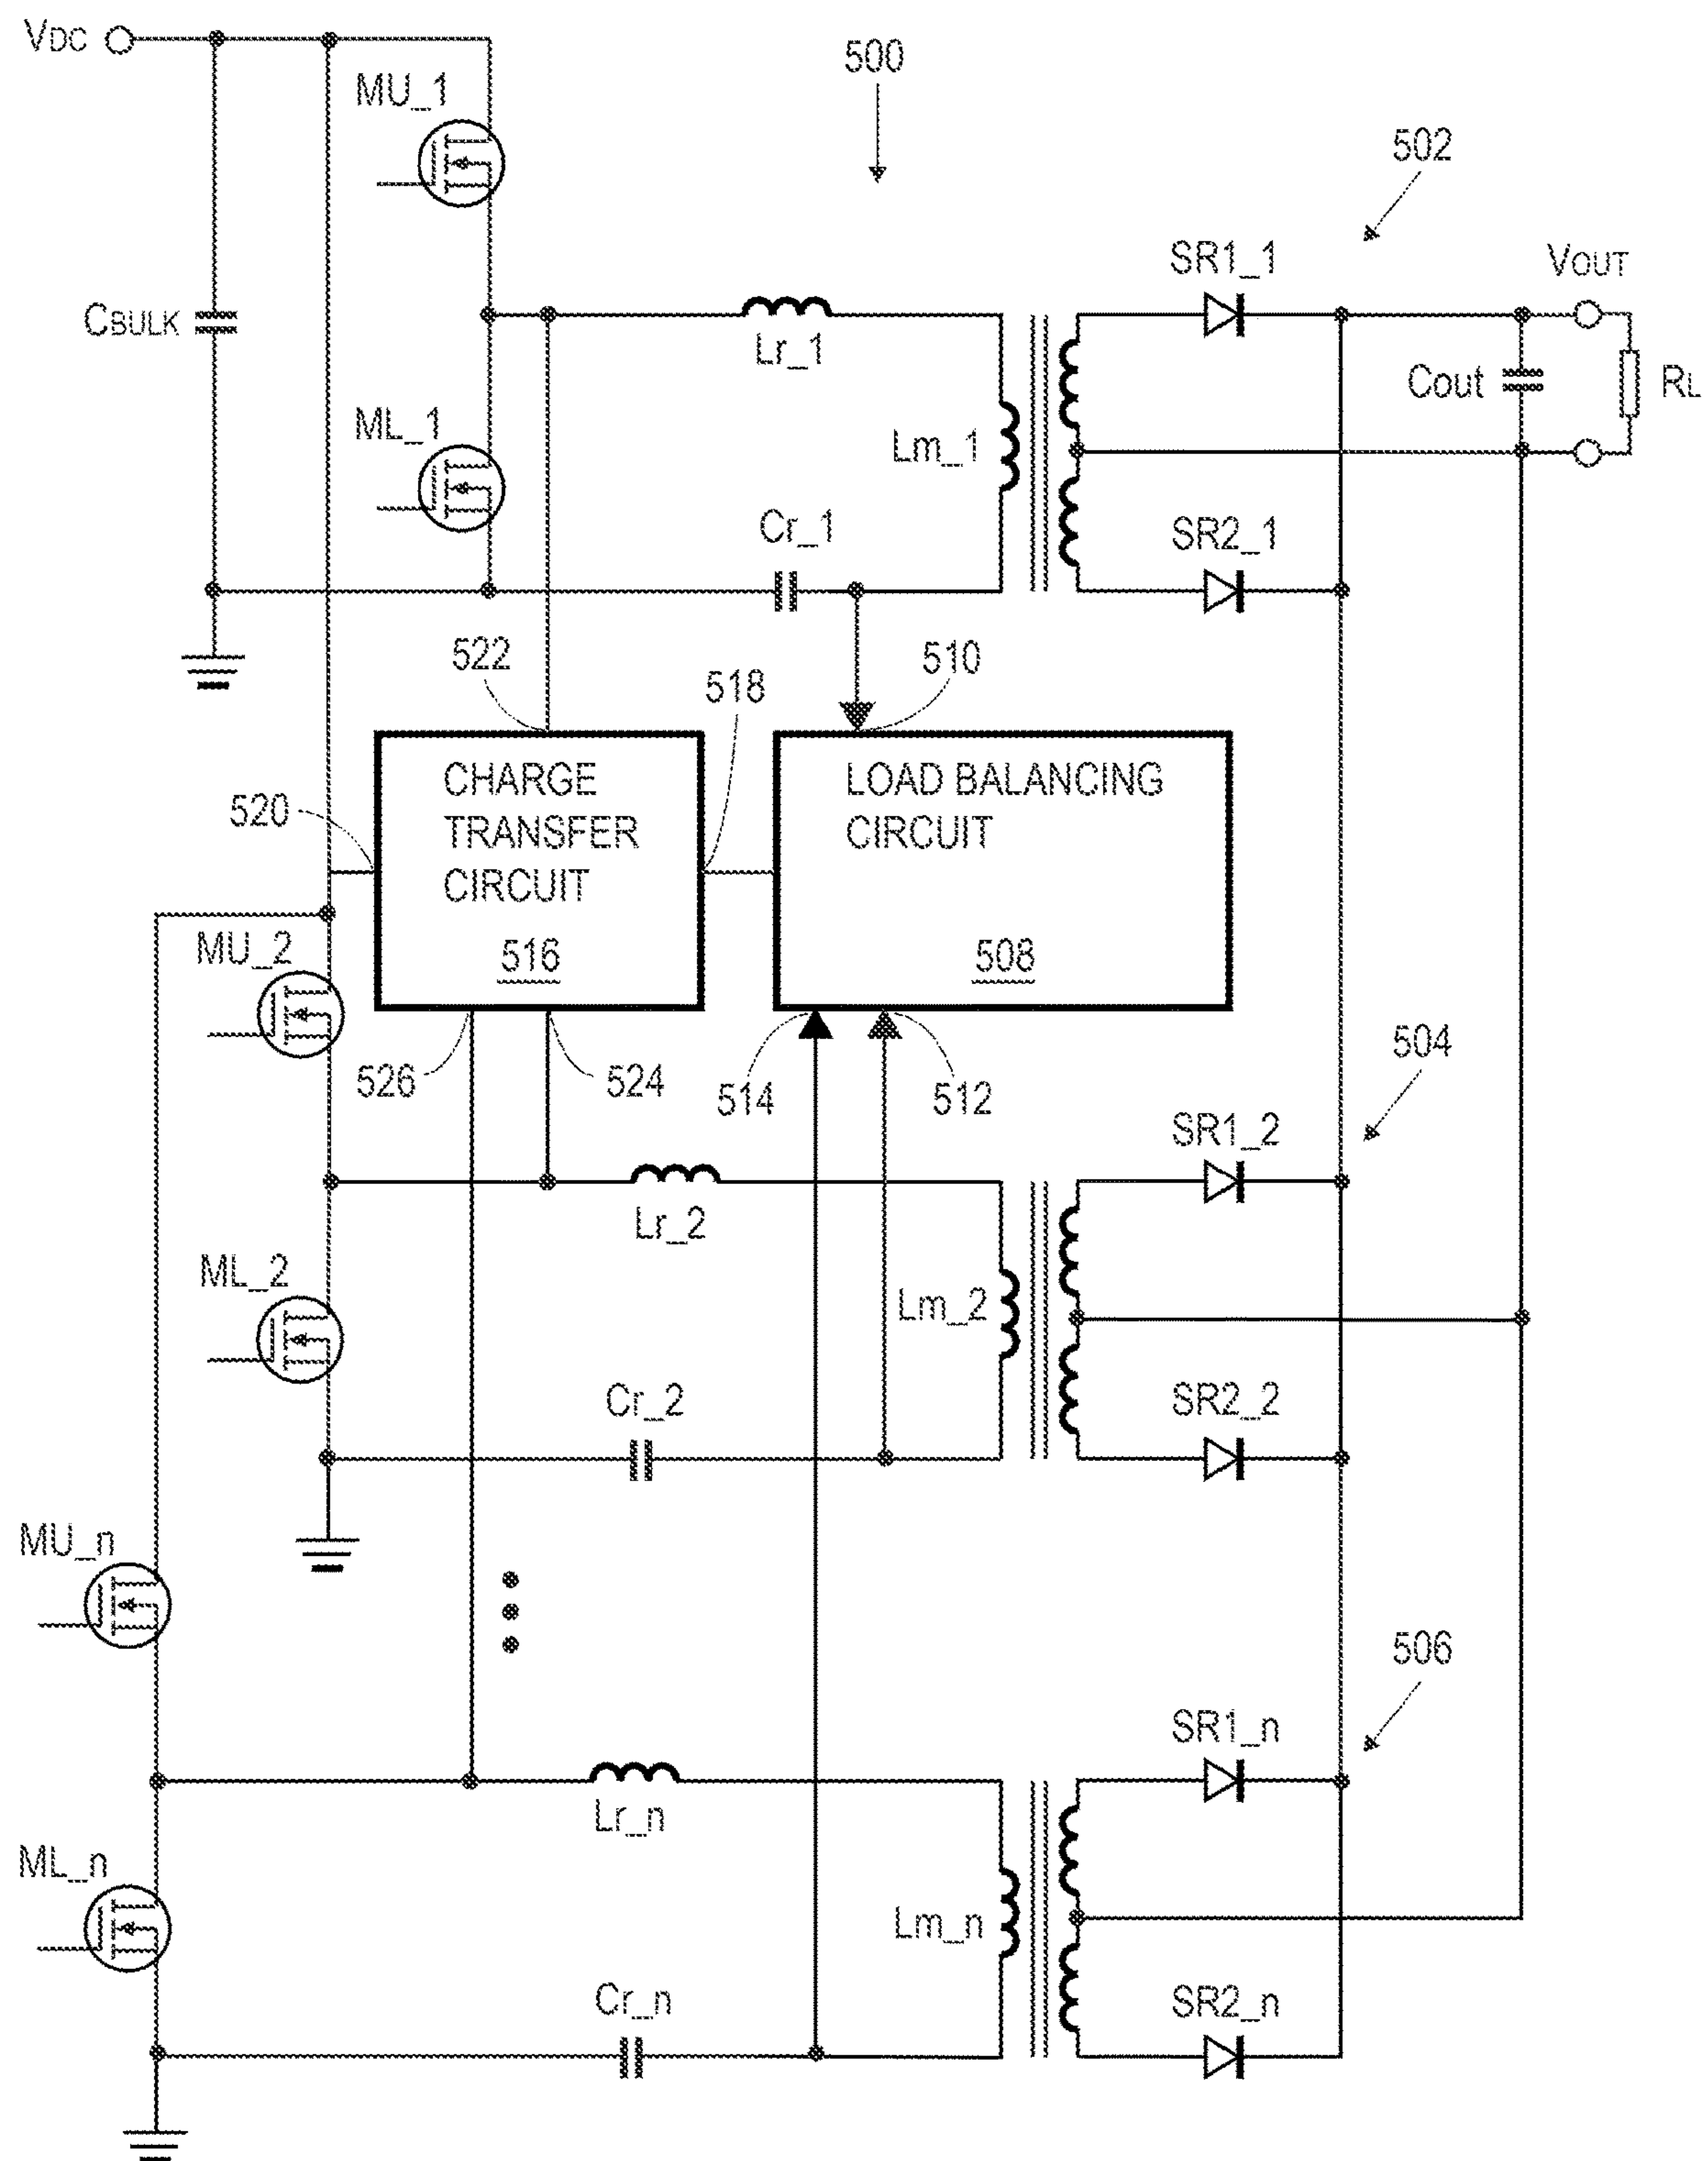 VDC
500
MU_1
502
SR1_1
VOUT
CBULK
Lr_1
Cout
RL
ML_1
Lm_1
Cr_1
SR2_1
522
510
518
CHARGE
TRANSFER
CIRCUIT
516
LOAD BALANCING
CIRCUIT
508
520
MU_2
526
524
514
512
504
SR1_2
Lr_2
ML_2
Lm_2
Cr_2
SR2_2
MU_n
506
SR1_n
Lr_n
ML_n
Lm_n
Cr_n
SR2_n